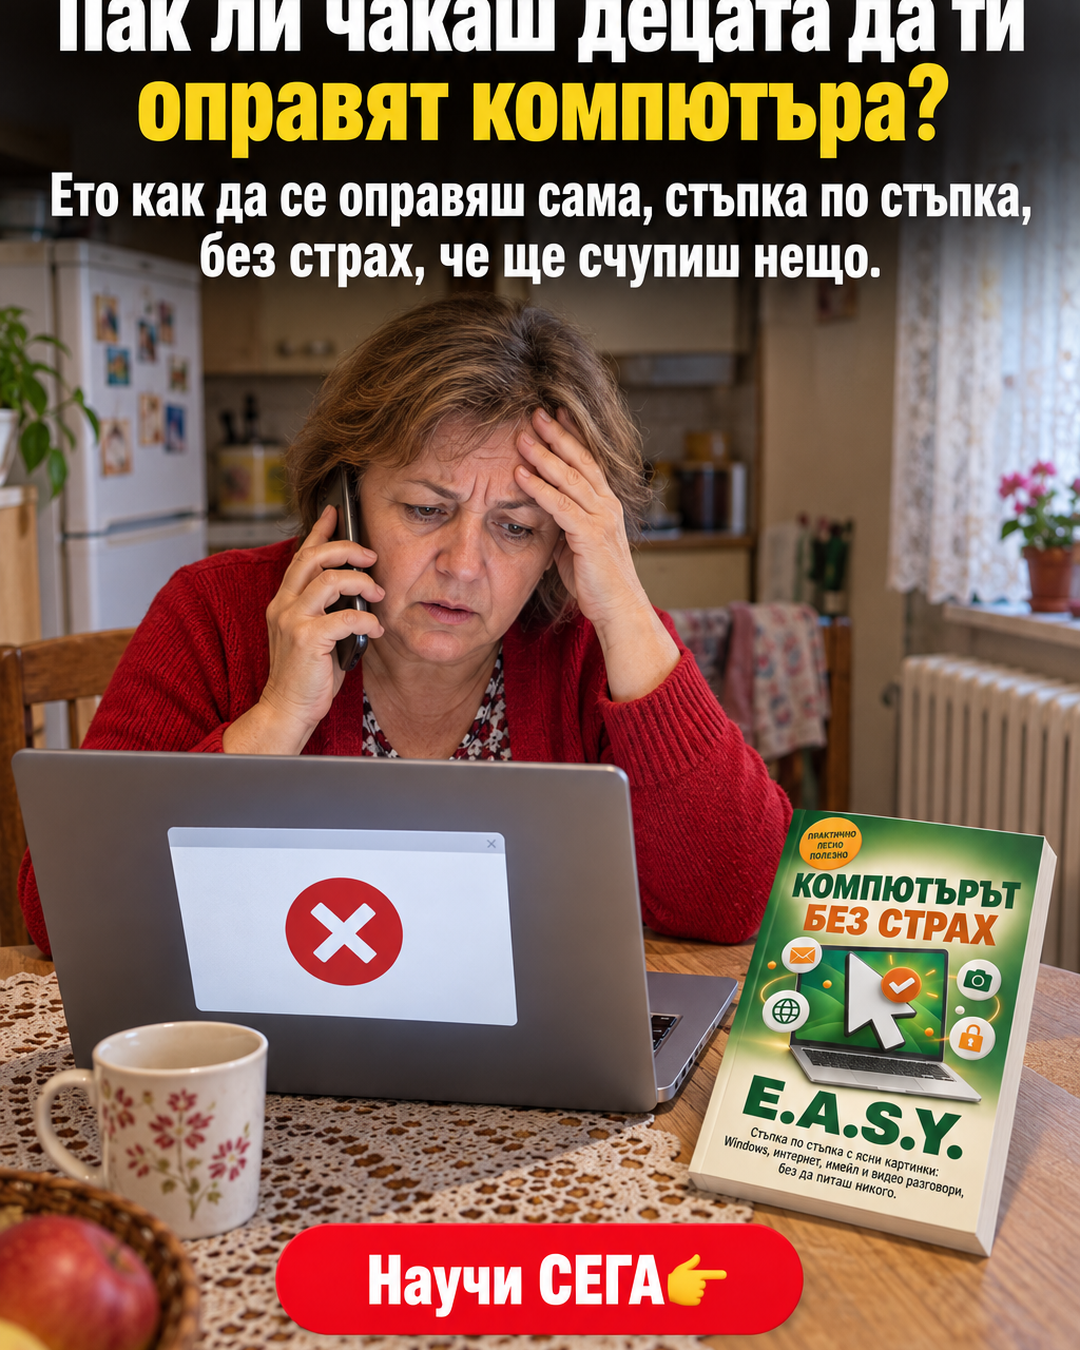 Пак ли чакаш децата да ти
оправят компютъра?
Ето как да се оправяш сама, стъпка по стъпка,
без страх, че ще счупиш нещо.
ПРАКТИЧНО
ЛЕСНО
ПОЛЕЗНО
КОМПЮТЪРЪТ
БЕЗ СТРАХ
E.A.S.Y.
Стъпка по стъпка с ясни картинки:
Windows, интернет, имейл и видео разговори,
без да питаш никого.
Научи СЕГА👉